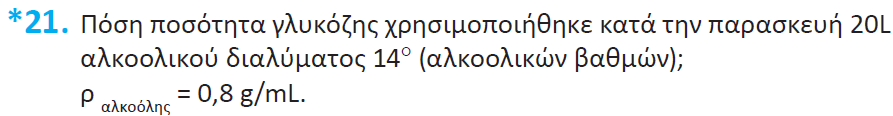 *21. Πόση ποσότητα γλυκόζης χρησιμοποιήθηκε κατά την παρασκευή 20L
αλκοολικού διαλύματος 14° (αλκοολικών βαθμών);
ρ αλκοόλης = 0,8 g/mL.